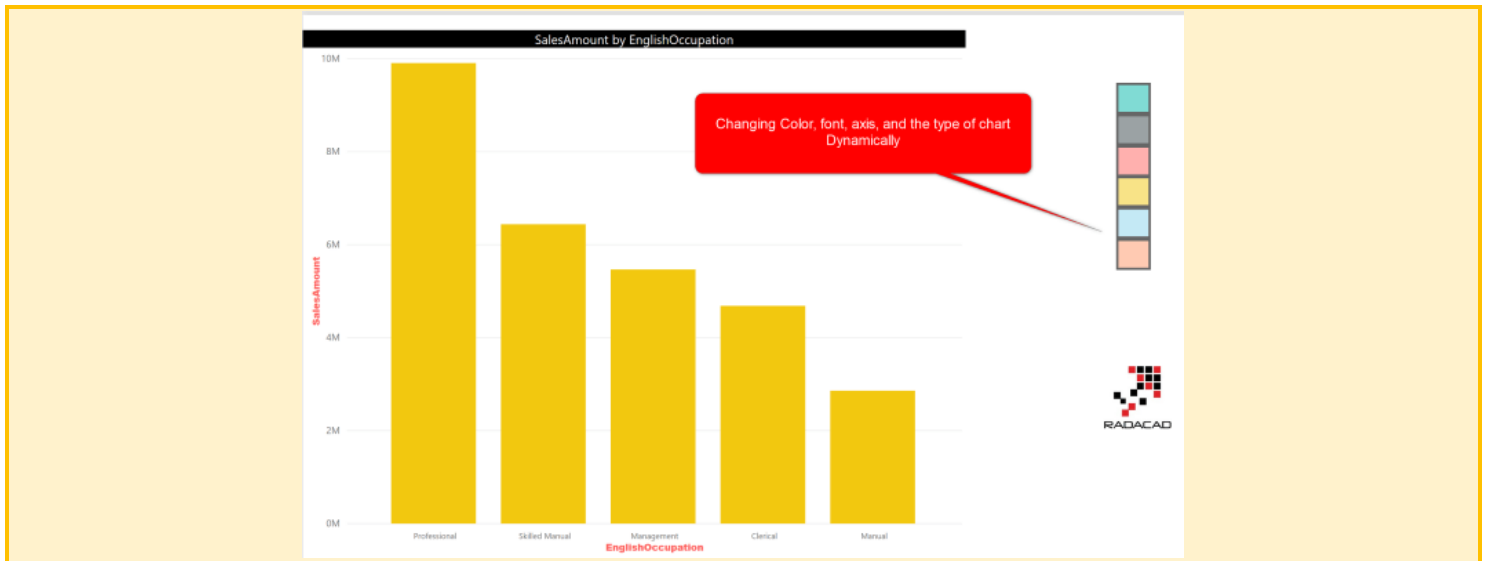 SalesAmount by EnglishOccupation
10M
Changing Color, font, axis, and the type of chart
Dynamically
8M
6M
SalesAmount
4M
RADACAD
2M
0M
Professional Skilled Manual Management Clerical Manual
EnglishOccupation